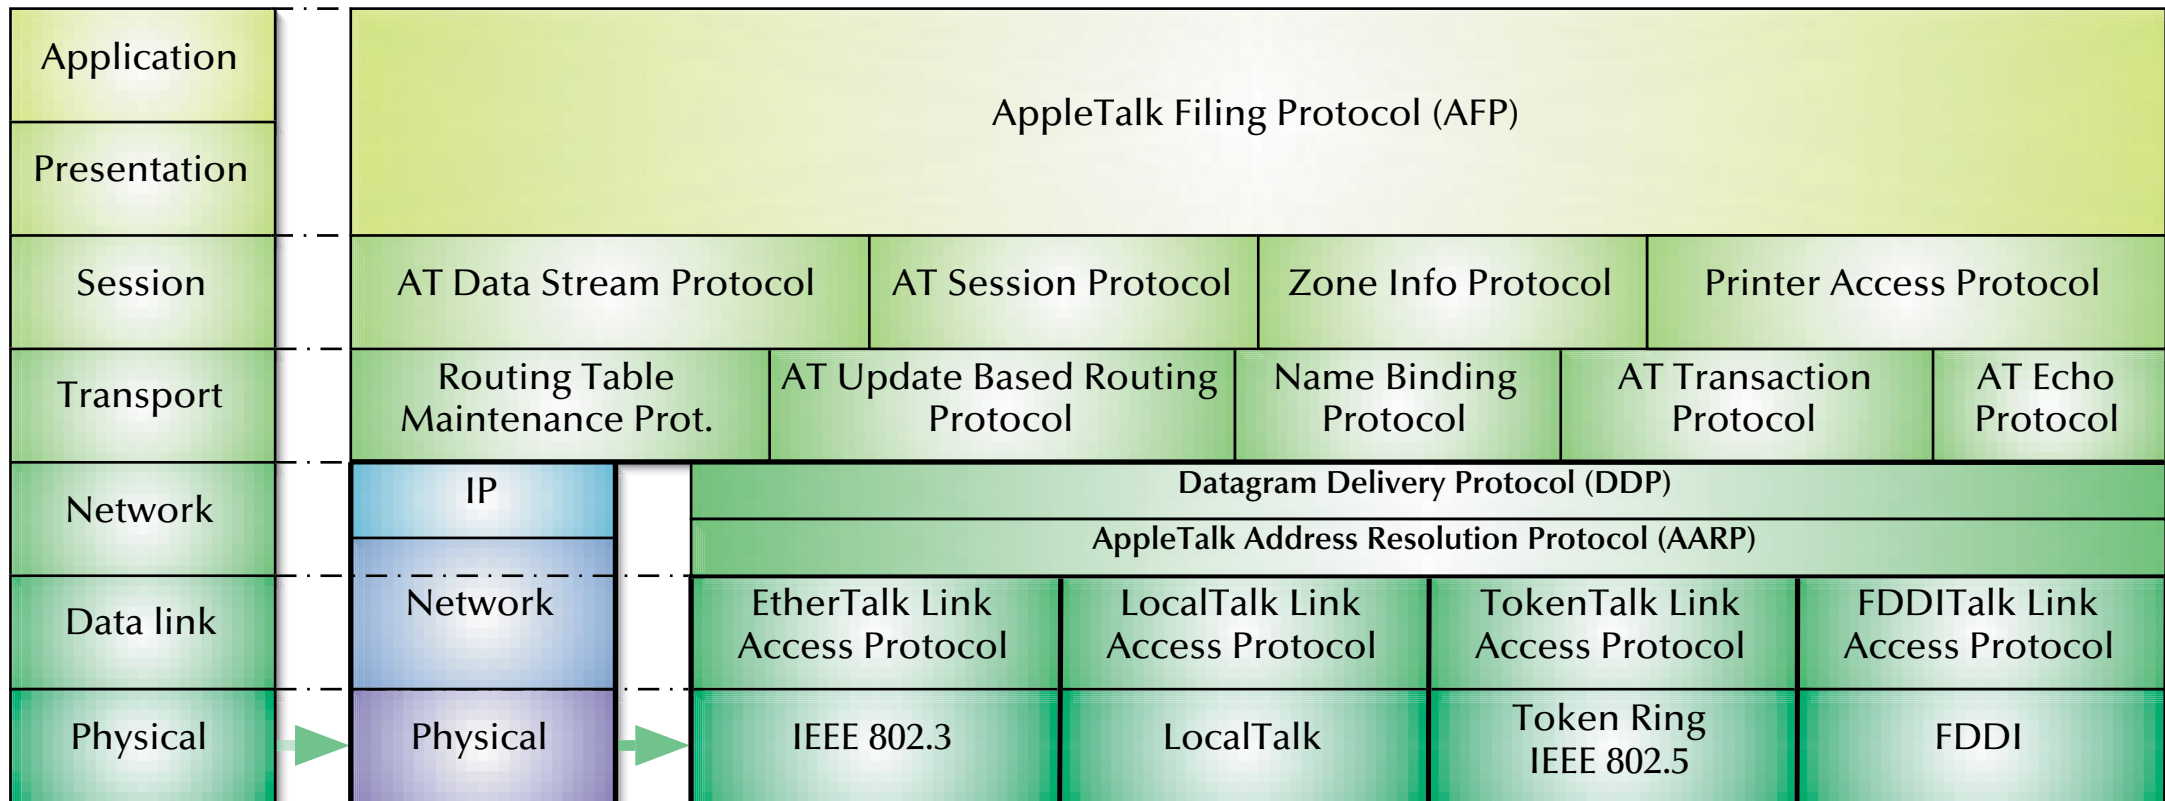 Application
AppleTalk Filing Protocol (AFP)
Presentation
Session
AT Data Stream Protocol
AT Session Protocol
Zone Info Protocol
Printer Access Protocol
Transport
Routing Table
Maintenance Prot.
AT Update Based Routing
Protocol
Name Binding
Protocol
AT Transaction
Protocol
AT Echo
Protocol
Network
IP
Datagram Delivery Protocol (DDP)
AppleTalk Address Resolution Protocol (AARP)
Data link
Network
EtherTalk Link
Access Protocol
LocalTalk Link
Access Protocol
TokenTalk Link
Access Protocol
FDDITalk Link
Access Protocol
Physical
Physical
IEEE 802.3
LocalTalk
Token Ring
IEEE 802.5
FDDI